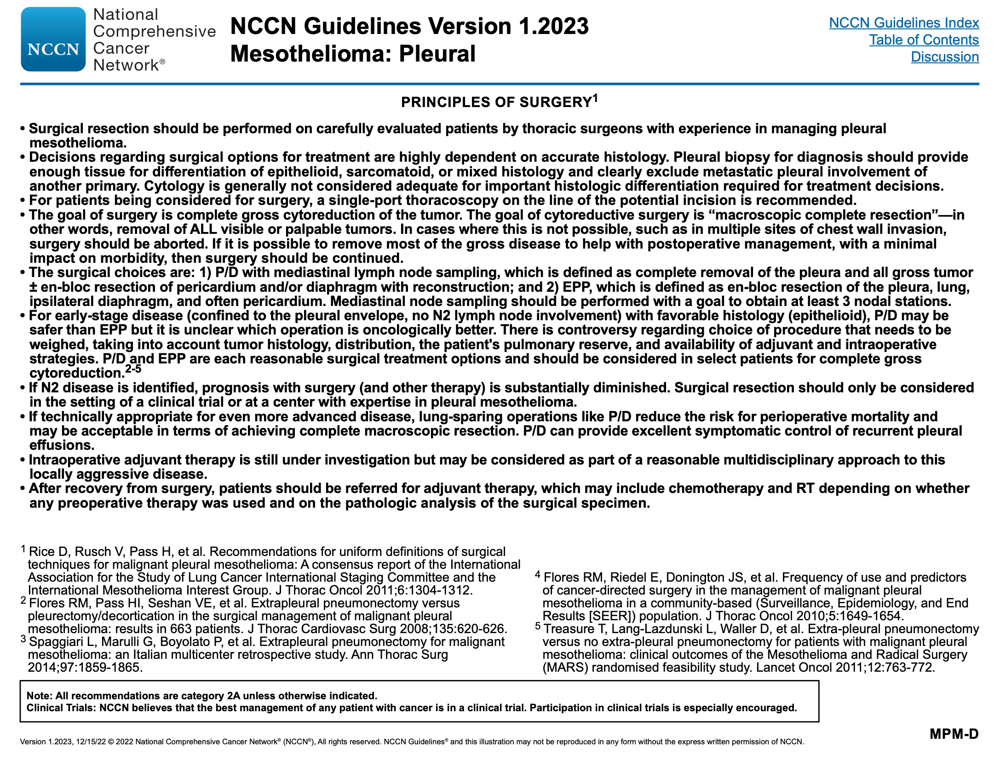 National
Comprehensive
Cancer
Network®
NCCN
NCCN Guidelines Version 1.2023
Mesothelioma: Pleural
NCCN Guidelines Index
Table of Contents
Discussion
PRINCIPLES OF SURGERY1
• Surgical resection should be performed on carefully evaluated patients by thoracic surgeons with experience in managing pleural
mesothelioma.
• Decisions regarding surgical options for treatment are highly dependent on accurate histology. Pleural biopsy for diagnosis should provide
enough tissue for differentiation of epithelioid, sarcomatoid, or mixed histology and clearly exclude metastatic pleural involvement of
another primary. Cytology is generally not considered adequate for important histologic differentiation required for treatment decisions.
• For patients being considered for surgery, a single-port thoracoscopy on the line of the potential incision is recommended.
• The goal of surgery is complete gross cytoreduction of the tumor. The goal of cytoreductive surgery is “macroscopic complete resection”—in
other words, removal of ALL visible or palpable tumors. In cases where this is not possible, such as in multiple sites of chest wall invasion,
surgery should be aborted. If it is possible to remove most of the gross disease to help with postoperative management, with a minimal
impact on morbidity, then surgery should be continued.
• The surgical choices are: 1) P/D with mediastinal lymph node sampling, which is defined as complete removal of the pleura and all gross tumor
± en-bloc resection of pericardium and/or diaphragm with reconstruction; and 2) EPP, which is defined as en-bloc resection of the pleura, lung,
ipsilateral diaphragm, and often pericardium. Mediastinal node sampling should be performed with a goal to obtain at least 3 nodal stations.
• For early-stage disease (confined to the pleural envelope, no N2 lymph node involvement) with favorable histology (epithelioid), P/D may be
safer than EPP but it is unclear which operation is oncologically better. There is controversy regarding choice of procedure that needs to be
weighed, taking into account tumor histology, distribution, the patient's pulmonary reserve, and availability of adjuvant and intraoperative
strategies. P/D and EPP are each reasonable surgical treatment options and should be considered in select patients for complete gross
cytoreduction.2-5
• If N2 disease is identified, prognosis with surgery (and other therapy) is substantially diminished. Surgical resection should only be considered
in the setting of a clinical trial or at a center with expertise in pleural mesothelioma.
• If technically appropriate for even more advanced disease, lung-sparing operations like P/D reduce the risk for perioperative mortality and
may be acceptable in terms of achieving complete macroscopic resection. P/D can provide excellent symptomatic control of recurrent pleural
effusions.
• Intraoperative adjuvant therapy is still under investigation but may be considered as part of a reasonable multidisciplinary approach to this
locally aggressive disease.
• After recovery from surgery, patients should be referred for adjuvant therapy, which may include chemotherapy and RT depending on whether
any preoperative therapy was used and on the pathologic analysis of the surgical specimen.
1 Rice D, Rusch V, Pass H, et al. Recommendations for uniform definitions of surgical
techniques for malignant pleural mesothelioma: A consensus report of the International
Association for the Study of Lung Cancer International Staging Committee and the
International Mesothelioma Interest Group. J Thorac Oncol 2011;6:1304-1312.
2 Flores RM, Pass HI, Seshan VE, et al. Extrapleural pneumonectomy versus
pleurectomy/decortication in the surgical management of malignant pleural
mesothelioma: results in 663 patients. J Thorac Cardiovasc Surg 2008;135:620-626.
3 Spaggiari L, Marulli G, Boyolato P, et al. Extrapleural pneumonectomy for malignant
mesothelioma: an Italian multicenter retrospective study. Ann Thorac Surg
2014;97:1859-1865.
4 Flores RM, Riedel E, Donington JS, et al. Frequency of use and predictors
of cancer-directed surgery in the management of malignant pleural
mesothelioma in a community-based (Surveillance, Epidemiology, and End
Results [SEER]) population. J Thorac Oncol 2010;5:1649-1654.
5 Treasure T, Lang-Lazdunski L, Waller D, et al. Extra-pleural pneumonectomy
versus no extra-pleural pneumonectomy for patients with malignant pleural
mesothelioma: clinical outcomes of the Mesothelioma and Radical Surgery
(MARS) randomised feasibility study. Lancet Oncol 2011;12:763-772.
Note: All recommendations are category 2A unless otherwise indicated.
Clinical Trials: NCCN believes that the best management of any patient with cancer is in a clinical trial. Participation in clinical trials is especially encouraged.
MPM-D
Version 1.2023, 12/15/22 © 2022 National Comprehensive Cancer Network® (NCCN®), All rights reserved. NCCN Guidelines® and this illustration may not be reproduced in any form without the express written permission of NCCN.